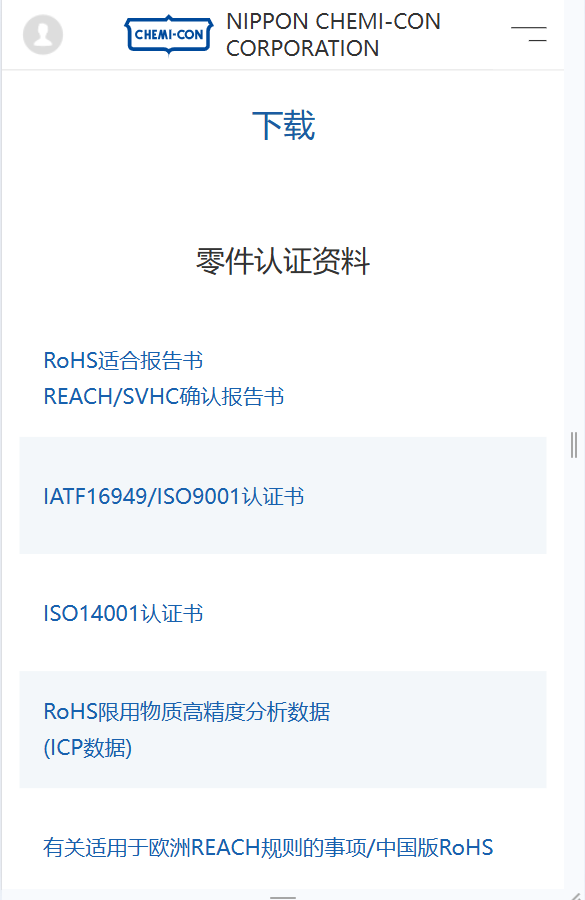 CHEMI-CON
NIPPON CHEMI-CON
CORPORATION
下载
零件认证资料
RoHS适合报告书
REACH/SVHC确认报告书
IATF16949/ISO9001认证书
ISO14001认证书
RoHS限用物质高精度分析数据
(ICP数据)
有关适用于欧洲REACH规则的事项/中国版RoHS